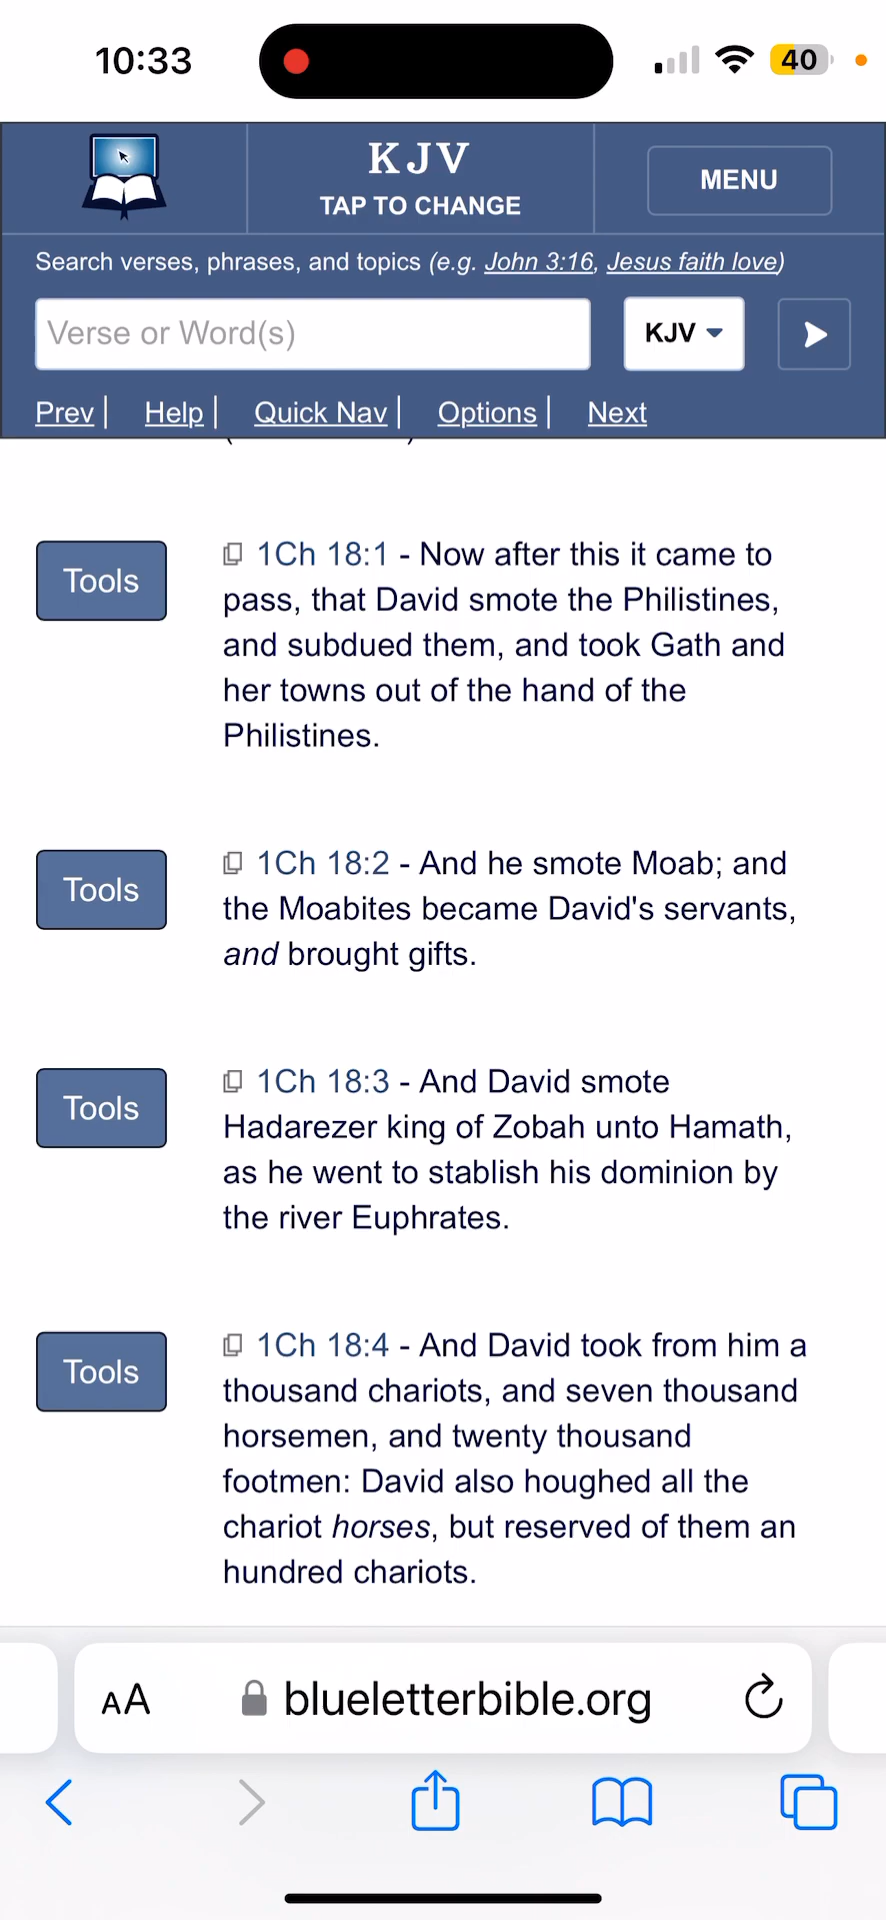 10:33
40
KJV
TAP TO CHANGE
MENU
Search verses, phrases, and topics (e.g. John 3:16, Jesus faith love)
Verse or Word(s)
KJV
Prev | Help | Quick Nav | Options | Next
Tools
1Ch 18:1 - Now after this it came to
pass, that David smote the Philistines,
and subdued them, and took Gath and
her towns out of the hand of the
Philistines.
Tools
1Ch 18:2 - And he smote Moab; and
the Moabites became David's servants,
and brought gifts.
Tools
1Ch 18:3 - And David smote
Hadarezer king of Zobah unto Hamath,
as he went to stablish his dominion by
the river Euphrates.
Tools
1Ch 18:4 - And David took from him a
thousand chariots, and seven thousand
horsemen, and twenty thousand
footmen: David also houghed all the
chariot horses, but reserved of them an
hundred chariots.
AA blueletterbible.org